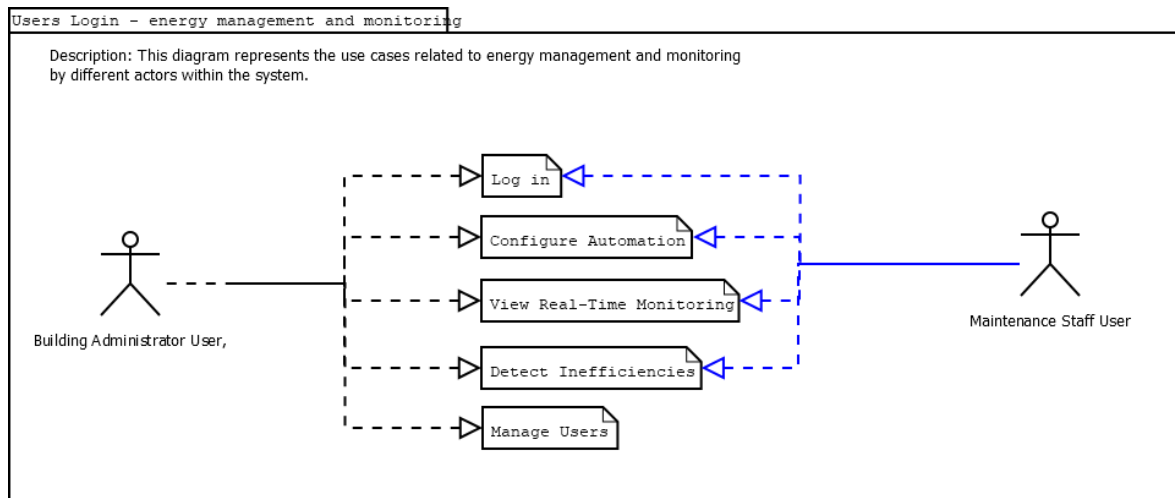 Users Login - energy management and monitoring
Description: This diagram represents the use cases related to energy management and monitoring
by different actors within the system.
Log in
Configure Automation
View Real-Time Monitoring
Maintenance Staff User
Building Administrator User,
Detect Inefficiencies
Manage Users